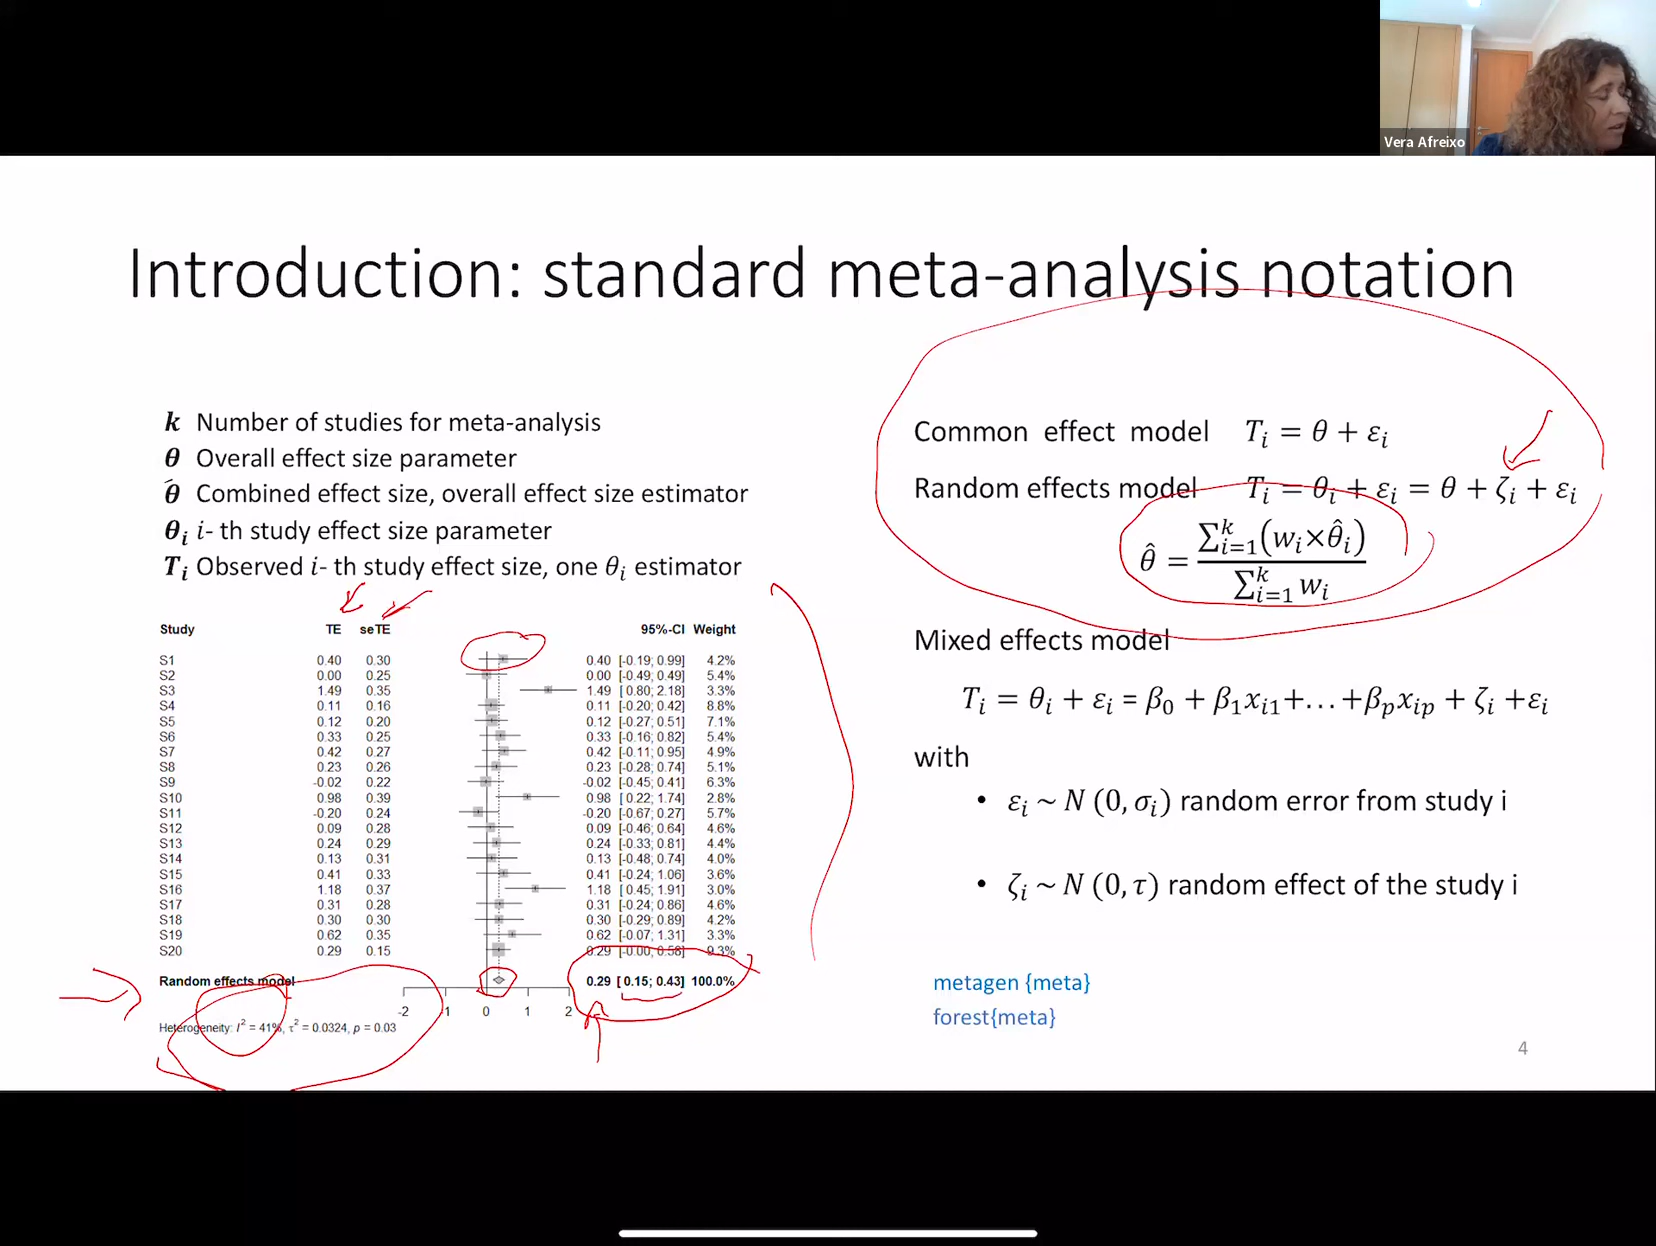 Vera Afreixo
Introduction: standard meta-analysis notation
k Number of studies for meta-analysis
θ Overall effect size parameter
θ́ Combined effect size, overall effect size estimator
θᵢ i- th study effect size parameter
Tᵢ Observed i- th study effect size, one θᵢ estimator
Study TE seTE 95%-CI Weight
S1 0.40 0.30 0.40 [-0.19; 0.99] 4.2%
S2 0.00 0.25 0.00 [-0.49; 0.49] 5.4%
S3 1.49 0.35 1.49 [ 0.80; 2.18] 3.3%
S4 0.11 0.16 0.11 [-0.20; 0.42] 8.8%
S5 0.12 0.20 0.12 [-0.27; 0.51] 7.1%
S6 0.33 0.25 0.33 [-0.16; 0.82] 5.4%
S7 0.42 0.27 0.42 [-0.11; 0.95] 4.9%
S8 0.23 0.26 0.23 [-0.28; 0.74] 5.1%
S9 -0.02 0.22 -0.02 [-0.45; 0.41] 6.3%
S10 0.98 0.39 0.98 [ 0.22; 1.74] 2.8%
S11 -0.20 0.24 -0.20 [-0.67; 0.27] 5.7%
S12 0.09 0.28 0.09 [-0.46; 0.64] 4.6%
S13 0.24 0.29 0.24 [-0.33; 0.81] 4.4%
S14 0.13 0.31 0.13 [-0.48; 0.74] 4.0%
S15 0.41 0.33 0.41 [-0.24; 1.06] 3.6%
S16 1.18 0.37 1.18 [ 0.45; 1.91] 3.0%
S17 0.31 0.28 0.31 [-0.24; 0.86] 4.6%
S18 0.30 0.30 0.30 [-0.29; 0.89] 4.2%
S19 0.62 0.35 0.62 [-0.07; 1.31] 3.3%
S20 0.29 0.15 0.29 [-0.00; 0.58] 9.3%
Random effects model 0.29 [ 0.15; 0.43] 100.0%
-2 -1 0 1 2
Heterogeneity: I² = 41%, τ² = 0.0324, p = 0.03
Common effect model Tᵢ = θ + εᵢ
Random effects model Tᵢ = θᵢ + εᵢ = θ + ζᵢ + εᵢ
θ̂ = ∑ᵢ₌₁ᵏ(wᵢ×θ̂ᵢ) / ∑ᵢ₌₁ᵏ wᵢ
Mixed effects model
Tᵢ = θᵢ + εᵢ = β₀ + β₁xᵢ₁+...+βₚxᵢₚ + ζᵢ +εᵢ
with
• εᵢ ~ N (0, σᵢ) random error from study i
• ζᵢ ~ N (0, τ) random effect of the study i
metagen {meta}
forest{meta}
4